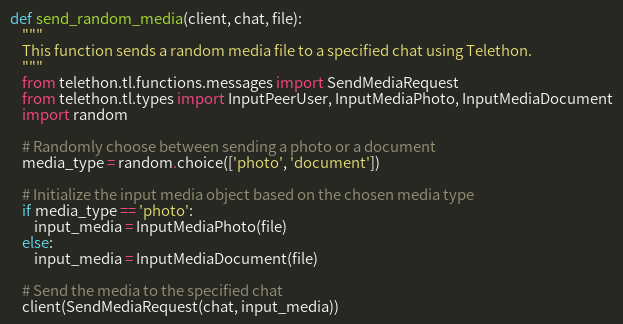 def send_random_media(client, chat, file):
    """
    This function sends a random media file to a specified chat using Telethon.
    """
    from telethon.tl.functions.messages import SendMediaRequest
    from telethon.tl.types import InputPeerUser, InputMediaPhoto, InputMediaDocument
    import random

    # Randomly choose between sending a photo or a document
    media_type = random.choice(['photo', 'document'])

    # Initialize the input media object based on the chosen media type
    if media_type == 'photo':
        input_media = InputMediaPhoto(file)
    else:
        input_media = InputMediaDocument(file)

    # Send the media to the specified chat
    client(SendMediaRequest(chat, input_media))